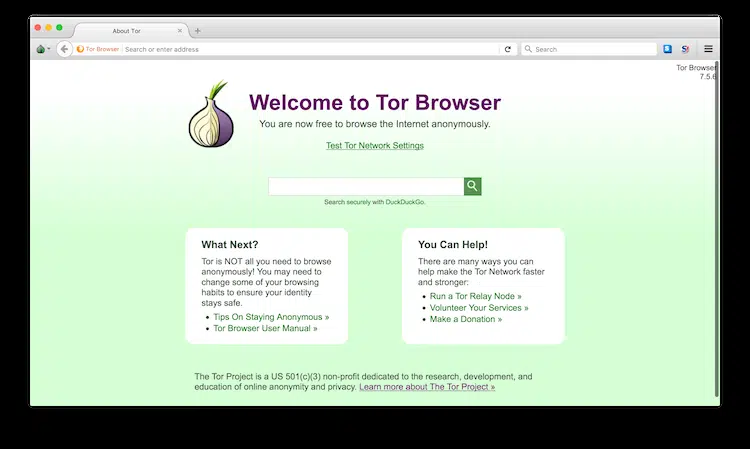 About Tor
Tor Browser
Search or enter address
Search
Tor Browser
7.5.6
Welcome to Tor Browser
You are now free to browse the Internet anonymously.
Test Tor Network Settings
Search securely with DuckDuckGo.
What Next?
Tor is NOT all you need to browse
anonymously! You may need to
change some of your browsing
habits to ensure your identity
stays safe.
• Tips On Staying Anonymous »
• Tor Browser User Manual »
You Can Help!
There are many ways you can
help make the Tor Network faster
and stronger:
• Run a Tor Relay Node »
• Volunteer Your Services »
• Make a Donation »
The Tor Project is a US 501(c)(3) non-profit dedicated to the research, development, and
education of online anonymity and privacy. Learn more about The Tor Project »